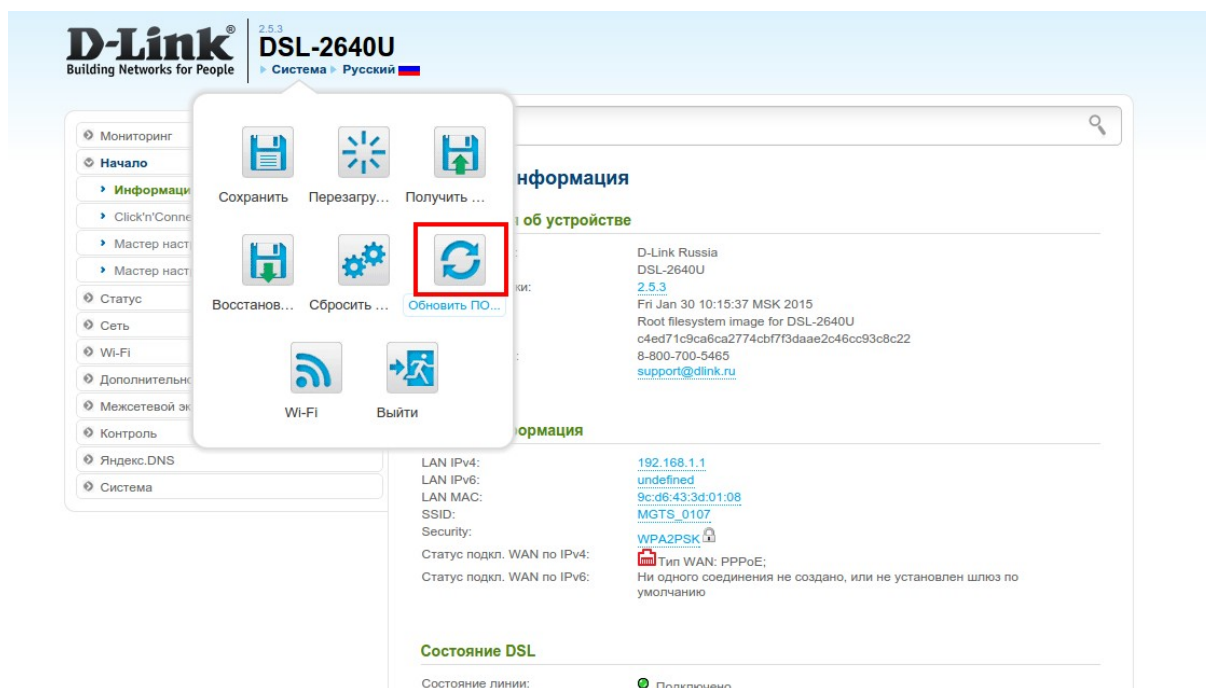 D-Link®
Building Networks for People
2.5.3
DSL-2640U
Система Русский
Мониторинг
Начало
Информаци
Click'n'Conne
Мастер наст
Мастер наст
Статус
Сеть
Wi-Fi
Дополнительно
Межсетевой эк
Контроль
Яндекс.DNS
Система
Сохранить Перезагру... Получить ...
Восстанов... Сбросить ... Обновить ПО...
Wi-Fi Выйти
нформация
об устройстве
: D-Link Russia
DSL-2640U
ки: 2.5.3
Fri Jan 30 10:15:37 MSK 2015
Root filesystem image for DSL-2640U
c4ed71c9ca6ca2774cbf7f3daae2c46cc93c8c22
: 8-800-700-5465
support@dlink.ru
ормация
LAN IPv4: 192.168.1.1
LAN IPv6: undefined
LAN MAC: 9c:d6:43:3d:01:08
SSID: MGTS_0107
Security: WPA2PSK
Статус подкл. WAN по IPv4: Тип WAN: PPPoE;
Статус подкл. WAN по IPv6: Ни одного соединения не создано, или не установлен шлюз по
умолчанию
Состояние DSL
Состояние линии: Подключено